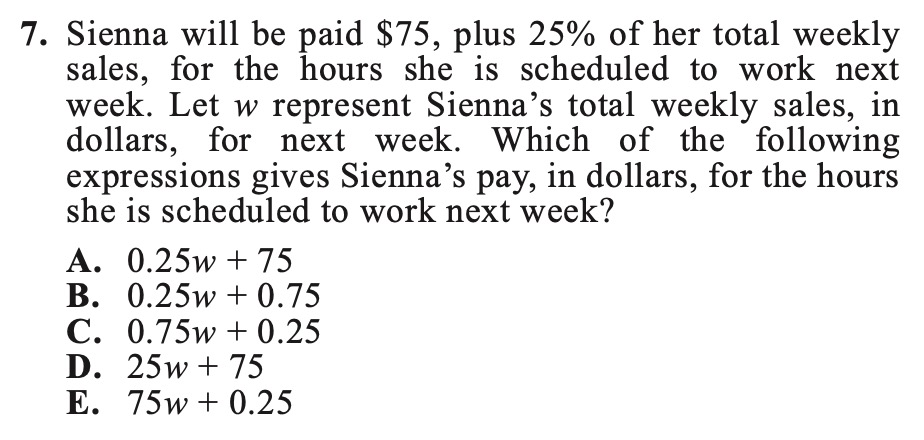 7. Sienna will be paid $75, plus 25% of her total weekly
sales, for the hours she is scheduled to work next
week. Let w represent Sienna’s total weekly sales, in
dollars, for next week. Which of the following
expressions gives Sienna’s pay, in dollars, for the hours
she is scheduled to work next week?
A. 0.25w + 75
B. 0.25w + 0.75
C. 0.75w + 0.25
D. 25w + 75
E. 75w + 0.25